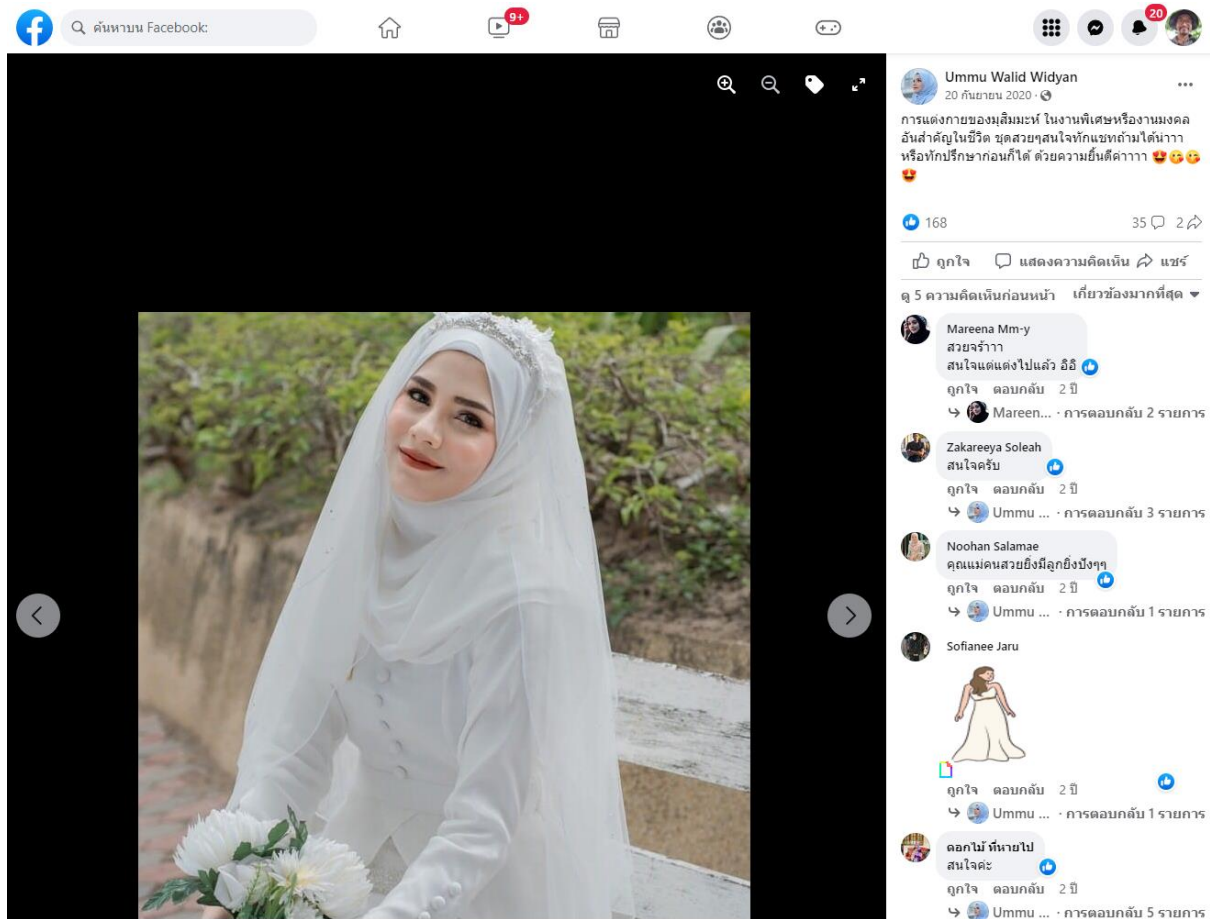 ค้นหาบน Facebook:
9+
20
Ummu Walid Widyan
20 กันยายน 2020
การแต่งกายของมุสิมมะห์ ในงานพิเศษหรืองานมงคล
อันสำคัญในชีวิต ชุดสวยๆสนใจทักแชทถ้ามได้น่าาา
หรือทักปรึกษาก่อนก็ได้ ด้วยความยิ้นดีค่าาาา
168
35 2
ถูกใจ แสดงความคิดเห็น แชร์
ดู 5 ความคิดเห็นก่อนหน้า เกี่ยวข้องมากที่สุด
Mareena Mm-y
สวยจร้าาา
สนใจแต่แต่งไปแล้ว อิอิ
ถูกใจ ตอบกลับ 2 ปี
Mareen... · การตอบกลับ 2 รายการ
Zakareeya Soleah
สนใจครับ
ถูกใจ ตอบกลับ 2 ปี
Ummu ... · การตอบกลับ 3 รายการ
Noohan Salamae
คุณแม่คนสวยยิ่งมีลูกยิ่งปังๆๆ
ถูกใจ ตอบกลับ 2 ปี
Ummu ... · การตอบกลับ 1 รายการ
Sofianee Jaru
ถูกใจ ตอบกลับ 2 ปี
Ummu ... · การตอบกลับ 1 รายการ
ดอกไม้ ที่หายไป
สนใจค่ะ
ถูกใจ ตอบกลับ 2 ปี
Ummu ... · การตอบกลับ 5 รายการ